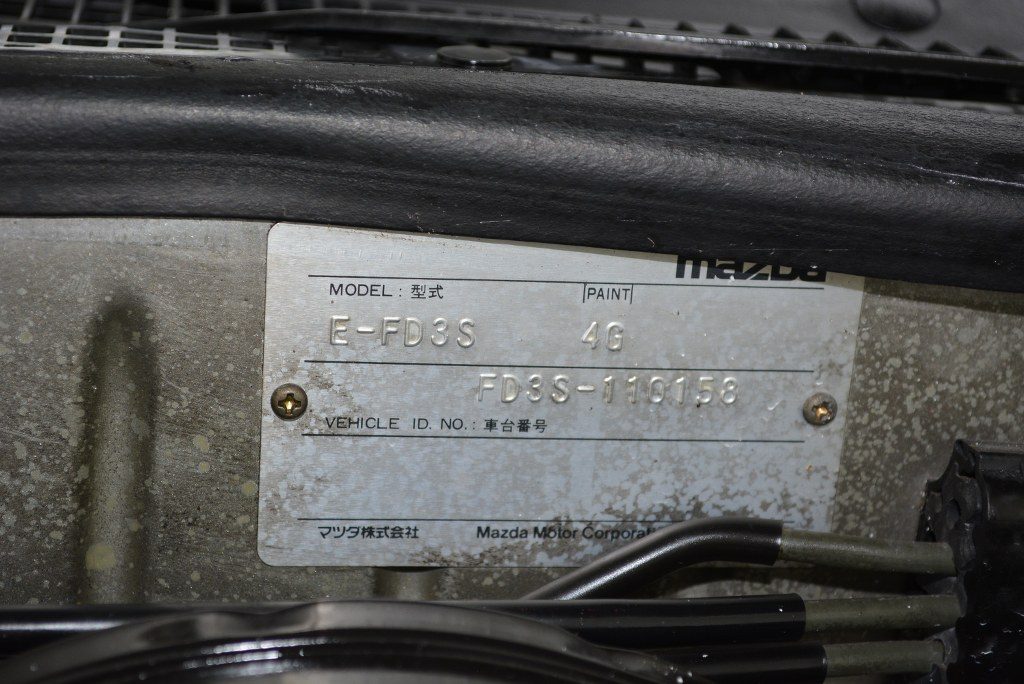 mazda
MODEL : 型式 PAINT
E-FD3S 4G
FD3S-110158
VEHICLE ID. NO. : 車台番号
マツダ株式会社 Mazda Motor